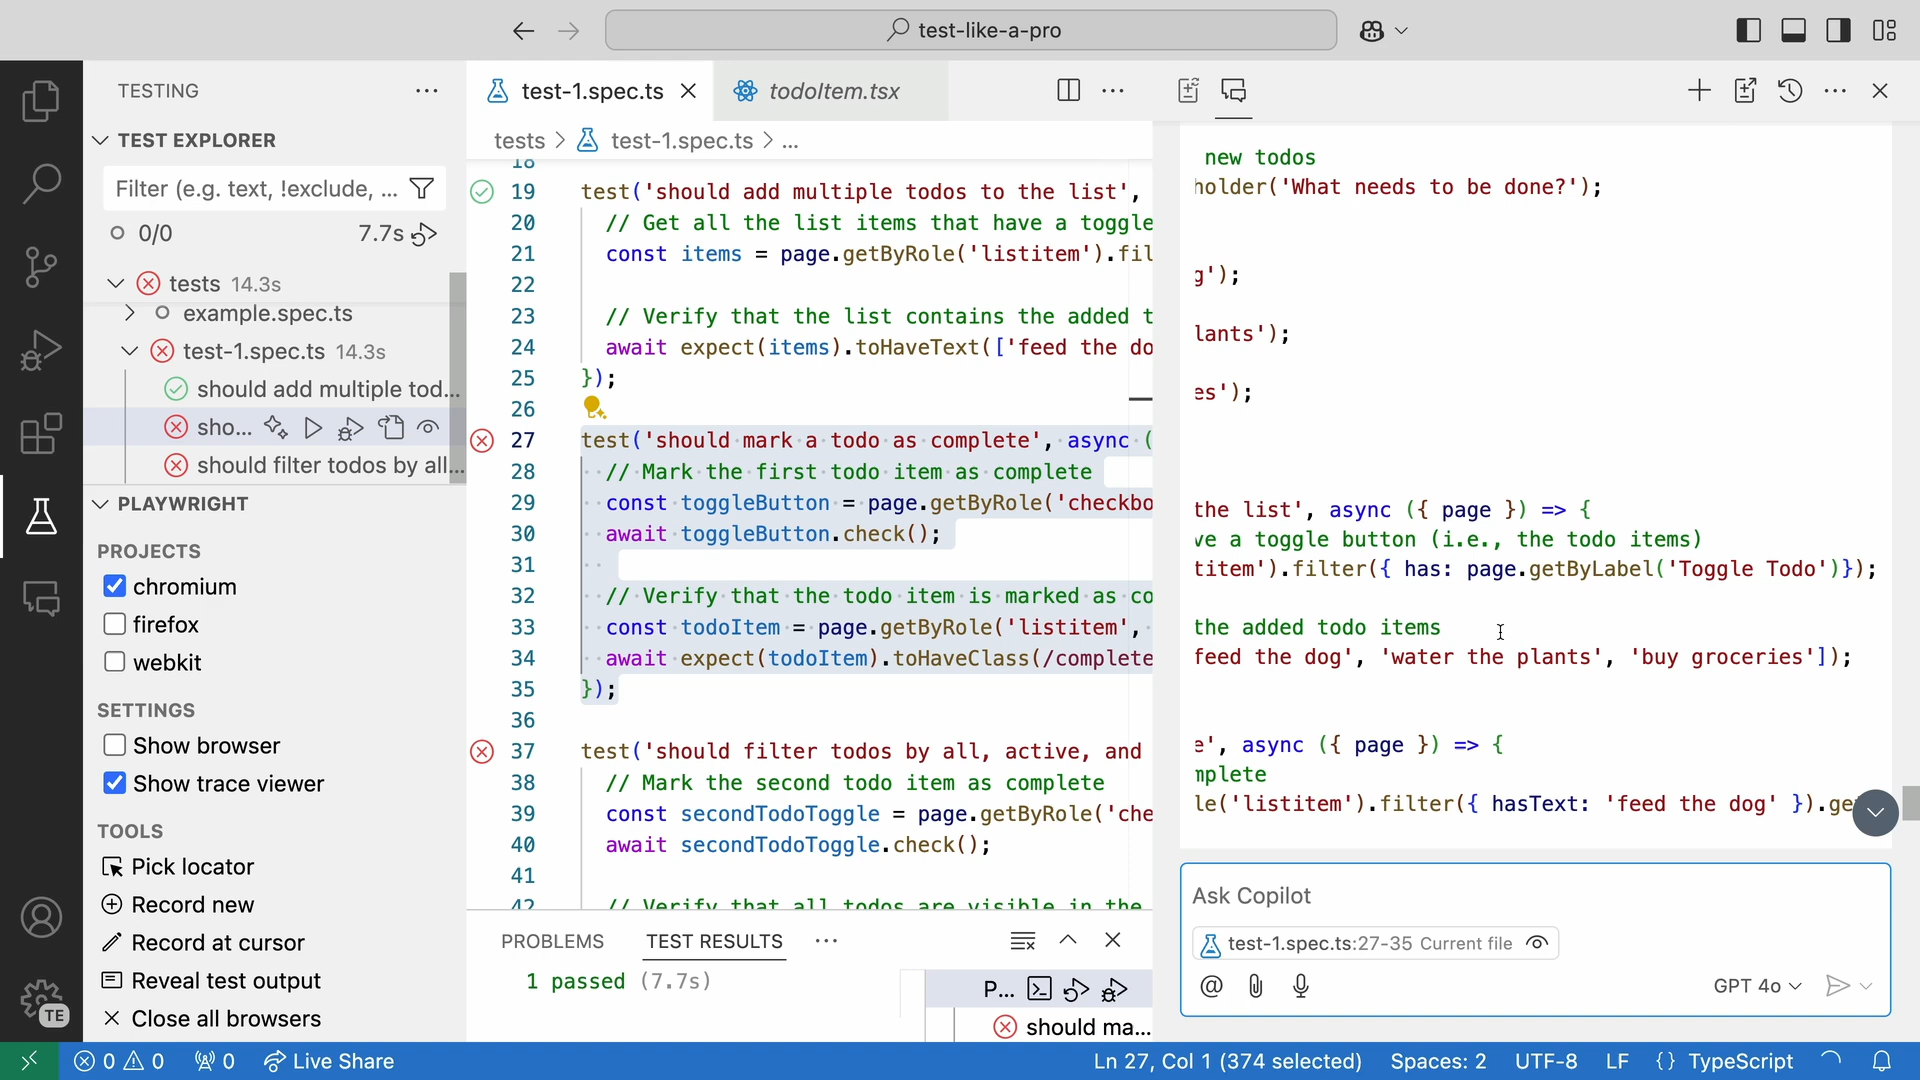 test-like-a-pro
TESTING
TEST EXPLORER
Filter (e.g. text, !exclude, ...
0/0
7.7s
tests 14.3s
example.spec.ts
test-1.spec.ts 14.3s
should add multiple tod...
sho...
should filter todos by all...
PLAYWRIGHT
PROJECTS
chromium
firefox
webkit
SETTINGS
Show browser
Show trace viewer
TOOLS
Pick locator
Record new
Record at cursor
Reveal test output
Close all browsers
TE
test-1.spec.ts
todoItem.tsx
tests > test-1.spec.ts > ...
18
19 test('should add multiple todos to the list',
20 // Get all the list items that have a toggle
21 const items = page.getByRole('listitem').fil
22
23 // Verify that the list contains the added t
24 await expect(items).toHaveText(['feed the do
25 });
26
27 test('should mark a todo as complete', async (
28 // Mark the first todo item as complete
29 const toggleButton = page.getByRole('checkbo
30 await toggleButton.check();
31
32 // Verify that the todo item is marked as co
33 const todoItem = page.getByRole('listitem',
34 await expect(todoItem).toHaveClass(/complete
35 });
36
37 test('should filter todos by all, active, and
38 // Mark the second todo item as complete
39 const secondTodoToggle = page.getByRole('che
40 await secondTodoToggle.check();
41
42 // Verify that all todos are visible in the
PROBLEMS
TEST RESULTS
1 passed (7.7s)
P...
should ma...
new todos
holder('What needs to be done?');
g');
lants');
es');
the list', async ({ page }) => {
ve a toggle button (i.e., the todo items)
titem').filter({ has: page.getByLabel('Toggle Todo')});
the added todo items
feed the dog', 'water the plants', 'buy groceries']);
e', async ({ page }) => {
mplete
le('listitem').filter({ hasText: 'feed the dog' }).ge
Ask Copilot
test-1.spec.ts:27-35 Current file
GPT 4o
0 0
0
Live Share
Ln 27, Col 1 (374 selected)
Spaces: 2
UTF-8
LF
{} TypeScript